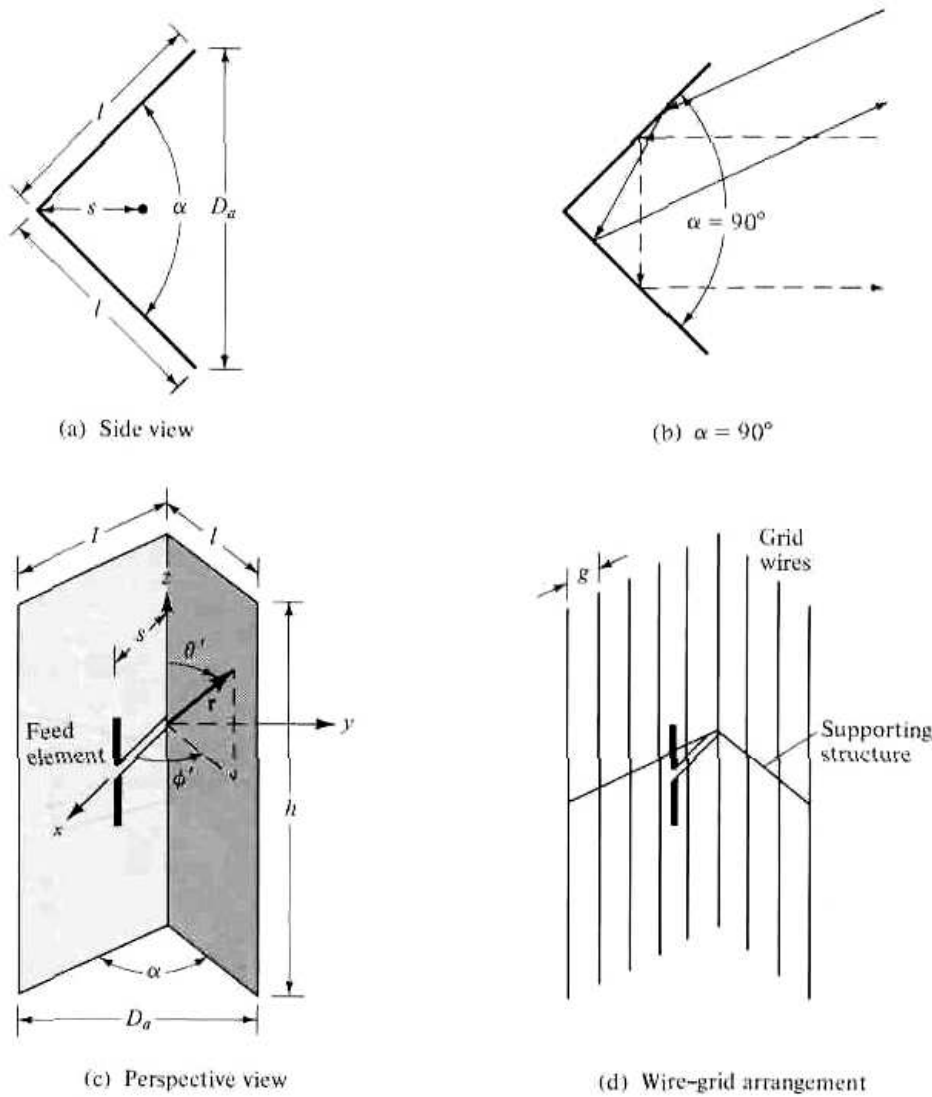 l
s
α
D_a
l
(a) Side view
α = 90°
(b) α = 90°
l
l
z
s
θ′
r
Feed
element
y
ϕ′
x
h
α
D_a
(c) Perspective view
Grid
wires
g
Supporting
structure
(d) Wire-grid arrangement